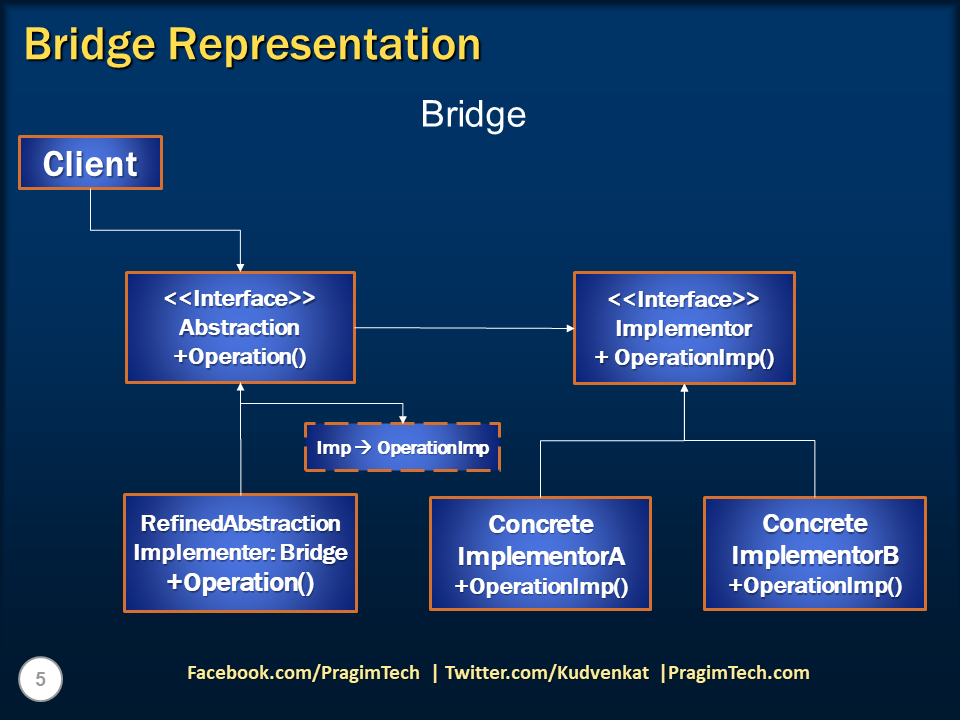 Bridge Representation
Bridge
Client
<<Interface>>
Abstraction
+Operation()
<<Interface>>
Implementor
+ OperationImp()
Imp → OperationImp
RefinedAbstraction
Implementer: Bridge
+Operation()
Concrete
ImplementorA
+OperationImp()
Concrete
ImplementorB
+OperationImp()
5
Facebook.com/PragimTech | Twitter.com/Kudvenkat |PragimTech.com